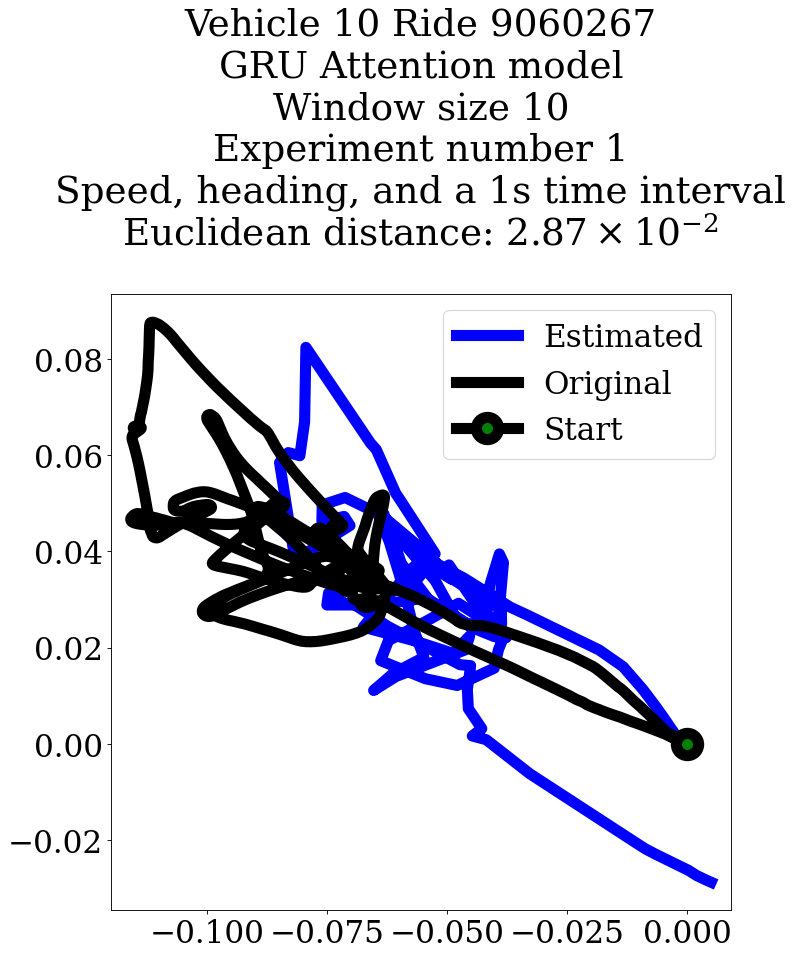 Vehicle 10 Ride 9060267
GRU Attention model
Window size 10
Experiment number 1
Speed, heading, and a 1s time interval
Euclidean distance: 2.87 × 10⁻²
Estimated
Original
Start
0.08
0.06
0.04
0.02
0.00
−0.02
−0.100 −0.075 −0.050 −0.025 0.000